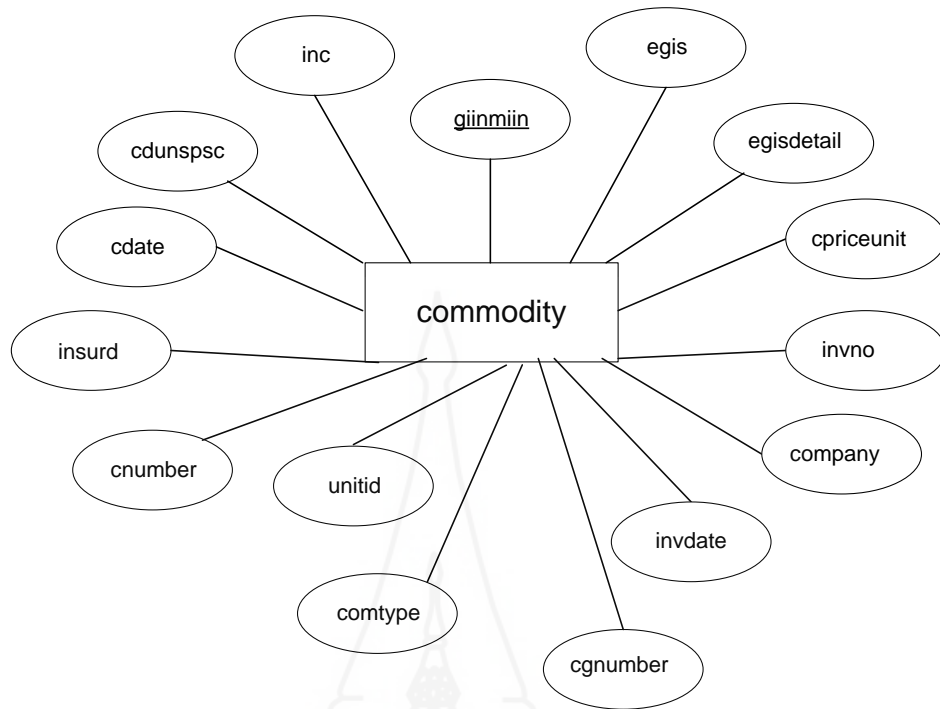 inc
egis
giinmiin
cdunspsc
egisdetail
cdate
cpriceunit
commodity
insurd
invno
cnumber
company
unitid
invdate
comtype
cgnumber